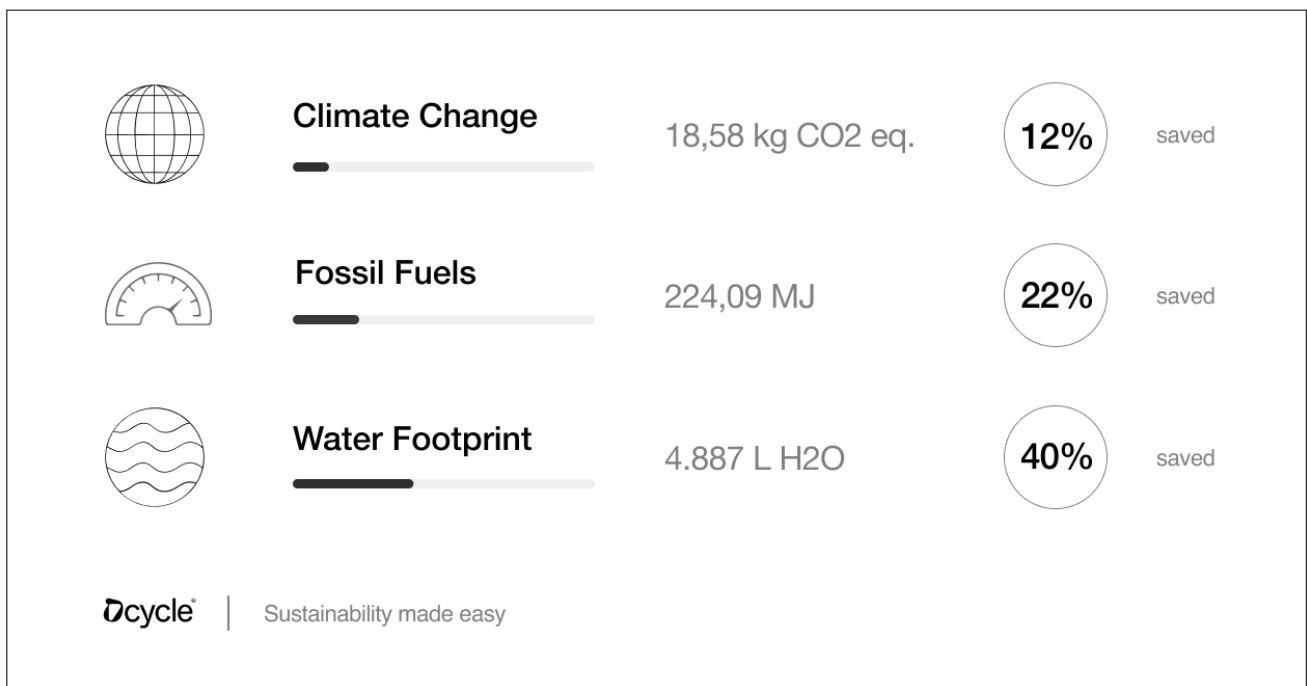 Climate Change
18,58 kg CO2 eq.
12%
saved
Fossil Fuels
224,09 MJ
22%
saved
Water Footprint
4.887 L H2O
40%
saved
Dcycle®
Sustainability made easy